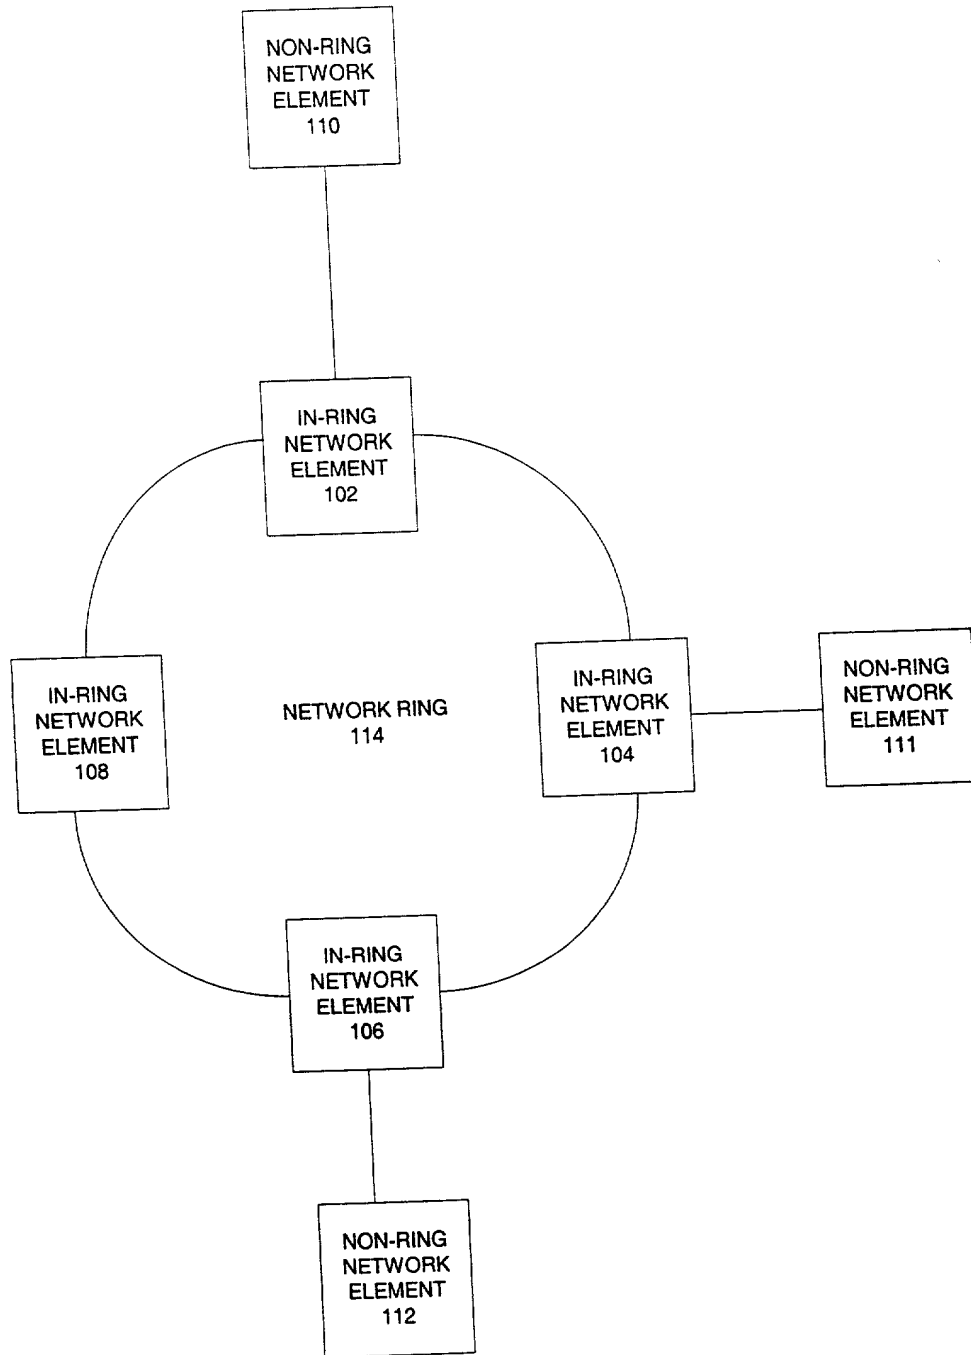 NON-RING
NETWORK
ELEMENT
110
IN-RING
NETWORK
ELEMENT
102
IN-RING
NETWORK
ELEMENT
108
NETWORK RING
114
IN-RING
NETWORK
ELEMENT
104
NON-RING
NETWORK
ELEMENT
111
IN-RING
NETWORK
ELEMENT
106
NON-RING
NETWORK
ELEMENT
112